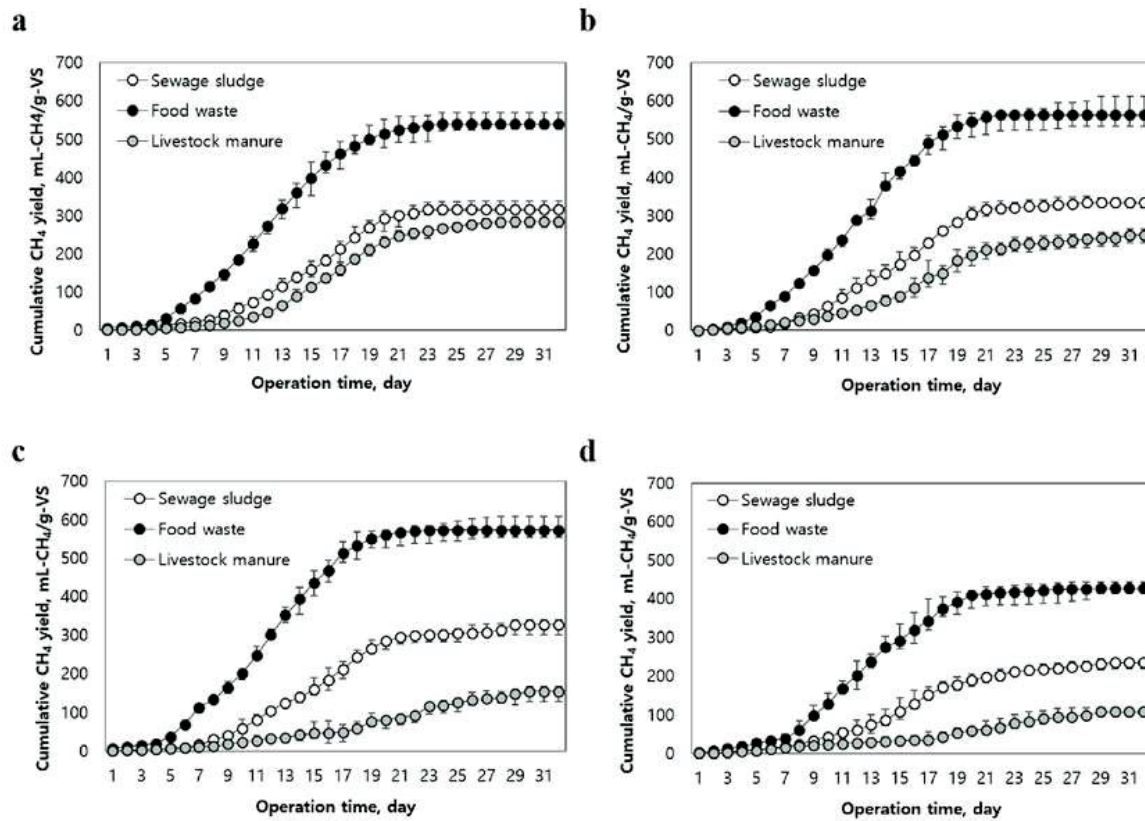 a
Cumulative CH₄ yield, mL-CH4/g-VS
700
600
500
400
300
200
100
0
Sewage sludge
Food waste
Livestock manure
1 3 5 7 9 11 13 15 17 19 21 23 25 27 29 31
Operation time, day
b
Cumulative CH₄ yield, mL-CH₄/g-VS
700
600
500
400
300
200
100
0
Sewage sludge
Food waste
Livestock manure
1 3 5 7 9 11 13 15 17 19 21 23 25 27 29 31
Operation time, day
c
Cumulative CH₄ yield, mL-CH₄/g-VS
700
600
500
400
300
200
100
0
Sewage sludge
Food waste
Livestock manure
1 3 5 7 9 11 13 15 17 19 21 23 25 27 29 31
Operation time, day
d
Cumulative CH₄ yield, mL-CH₄/g-VS
700
600
500
400
300
200
100
0
Sewage sludge
Food waste
Livestock manure
1 3 5 7 9 11 13 15 17 19 21 23 25 27 29 31
Operation time, day